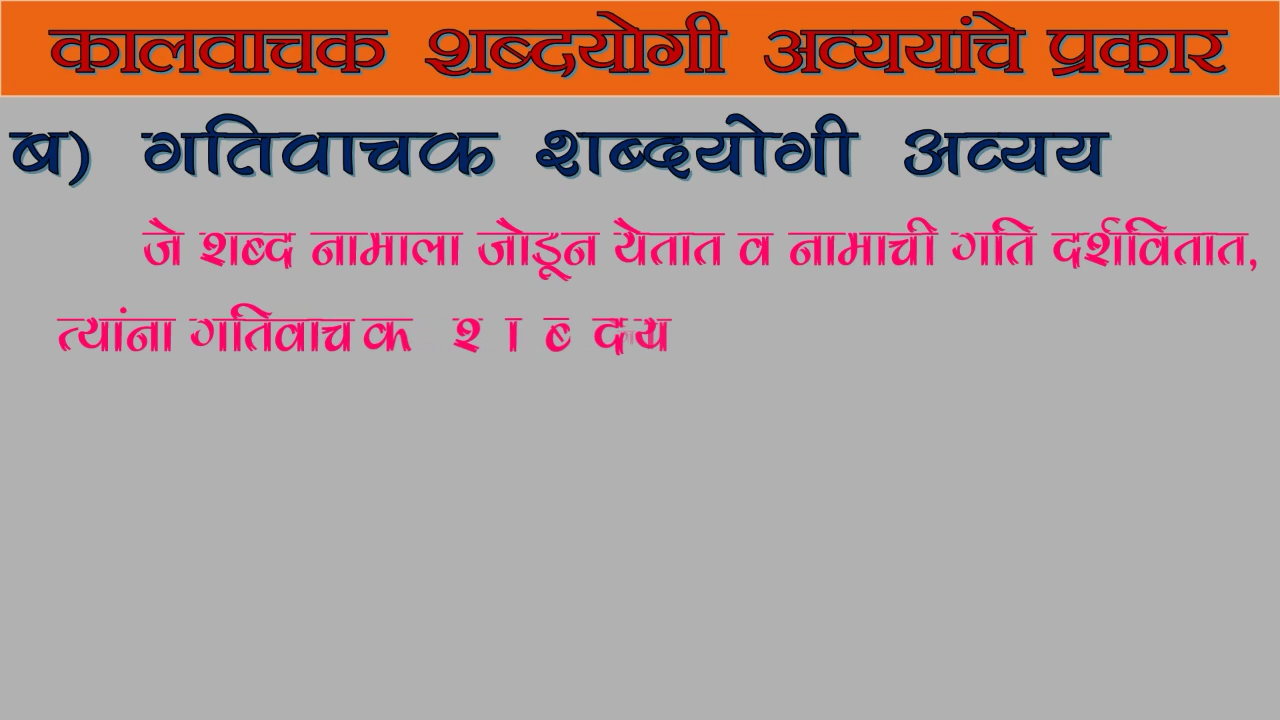 कालवाचक शब्दयोगी अव्ययांचे प्रकार
ब) गतिवाचक शब्दयोगी अव्यय
जे शब्द नामाला जोडून येतात व नामाची गति दर्शवितात,
त्यांना गतिवाचक